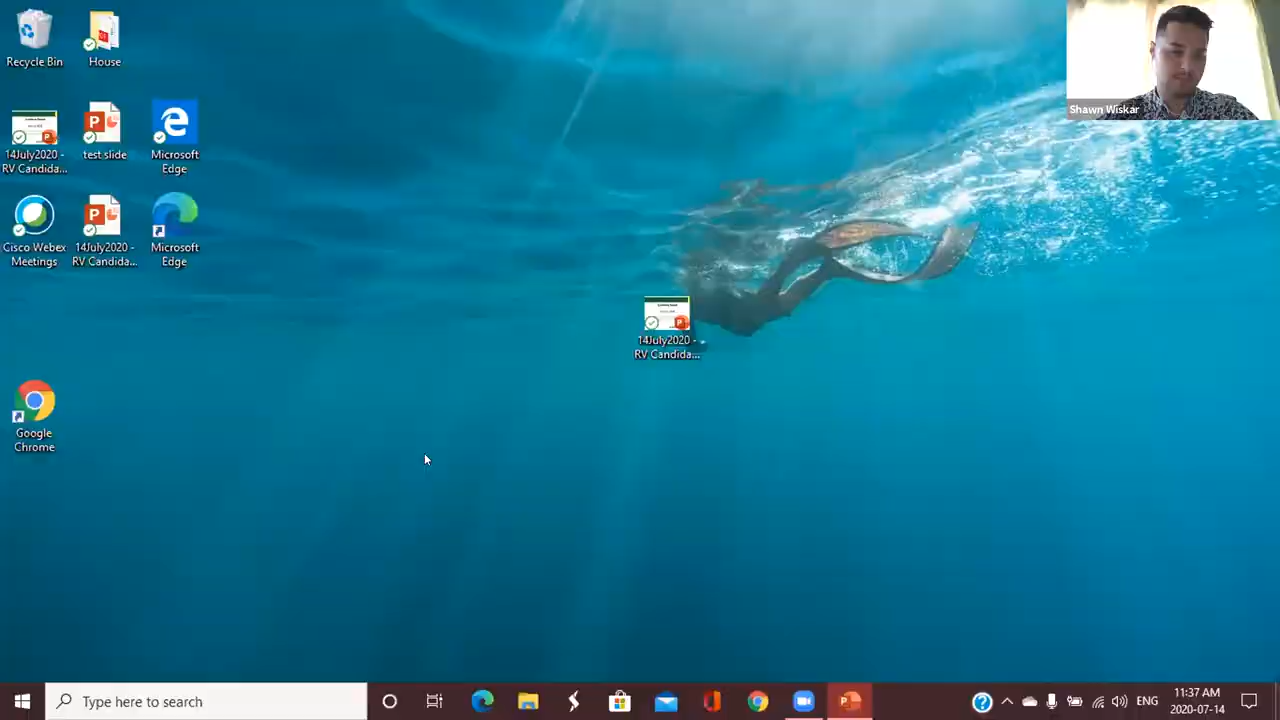 Recycle Bin
House
14July2020 -
RV Candida...
test slide
Microsoft
Edge
Cisco Webex
Meetings
14July2020 -
RV Candida...
Microsoft
Edge
Google
Chrome
14July2020 -
RV Candida...
Shawn Wiskar
Type here to search
ENG
11:37 AM
2020-07-14